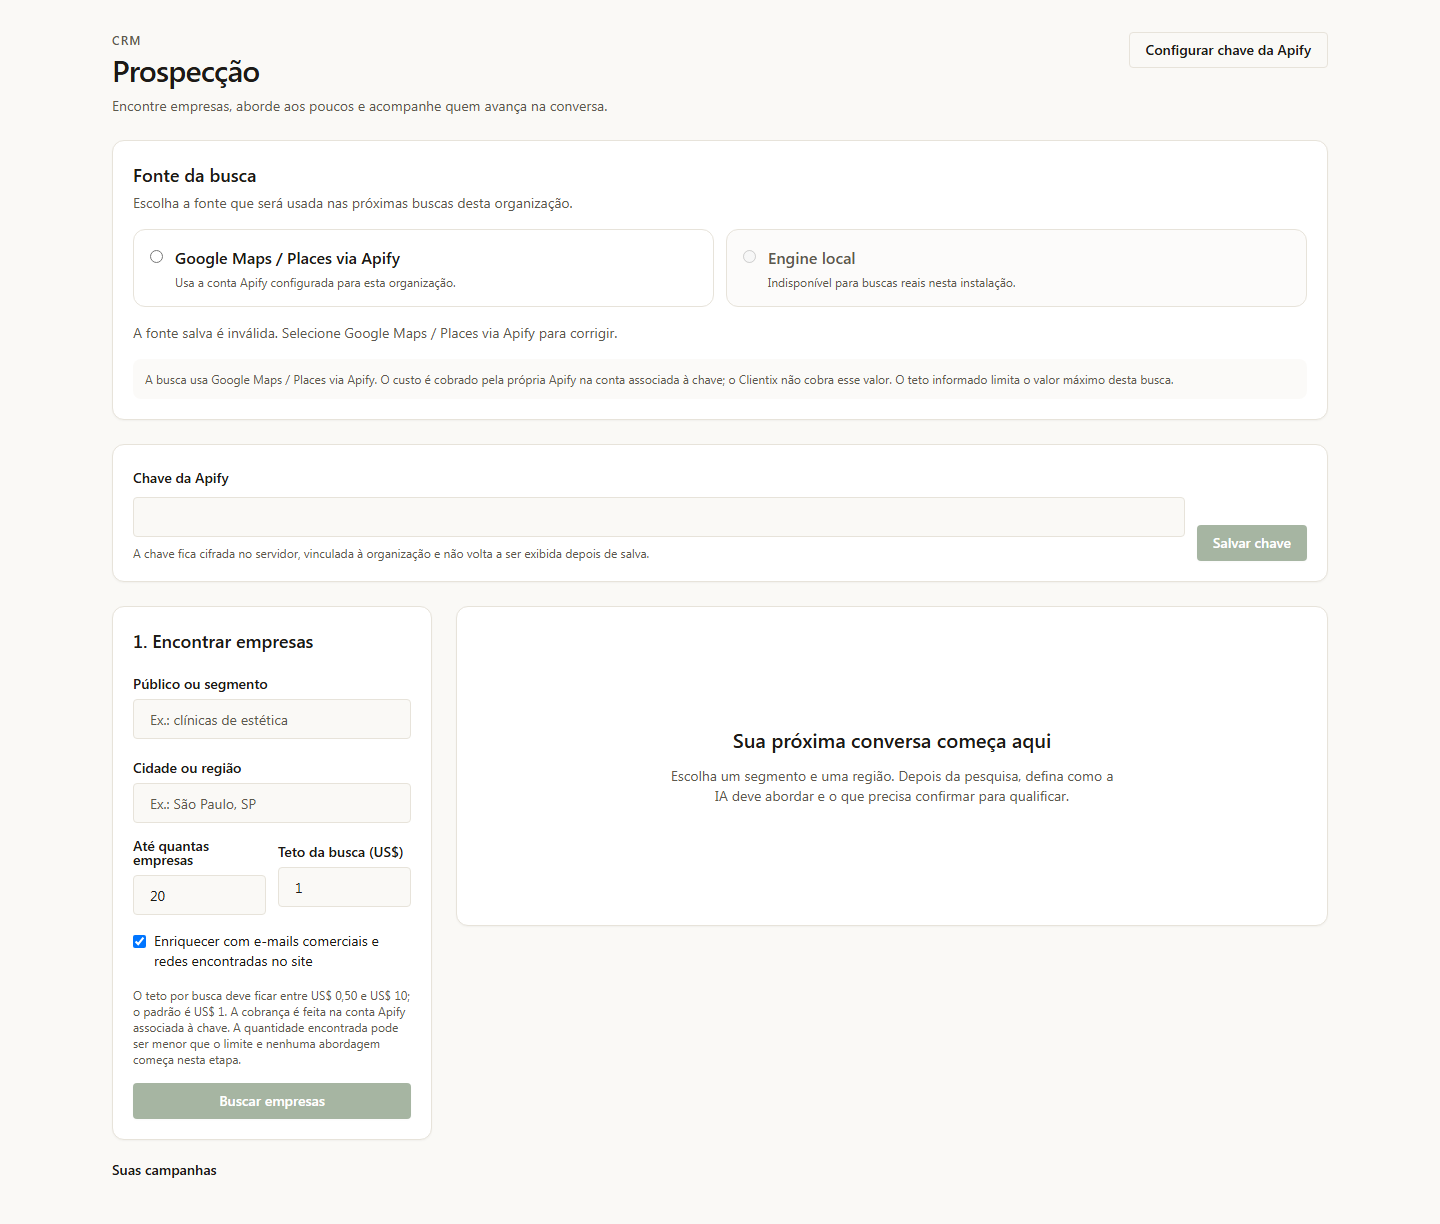 CRM
Prospecção
Encontre empresas, aborde aos poucos e acompanhe quem avança na conversa.
Configurar chave da Apify
Fonte da busca
Escolha a fonte que será usada nas próximas buscas desta organização.
Google Maps / Places via Apify
Usa a conta Apify configurada para esta organização.
Engine local
Indisponível para buscas reais nesta instalação.
A fonte salva é inválida. Selecione Google Maps / Places via Apify para corrigir.
A busca usa Google Maps / Places via Apify. O custo é cobrado pela própria Apify na conta associada à chave; o Clientix não cobra esse valor. O teto informado limita o valor máximo desta busca.
Chave da Apify
A chave fica cifrada no servidor, vinculada à organização e não volta a ser exibida depois de salva.
Salvar chave
1. Encontrar empresas
Público ou segmento
Ex.: clínicas de estética
Cidade ou região
Ex.: São Paulo, SP
Até quantas
empresas
20
Teto da busca (US$)
1
Enriquecer com e-mails comerciais e
redes encontradas no site
O teto por busca deve ficar entre US$ 0,50 e US$ 10;
o padrão é US$ 1. A cobrança é feita na conta Apify
associada à chave. A quantidade encontrada pode
ser menor que o limite e nenhuma abordagem
começa nesta etapa.
Buscar empresas
Sua próxima conversa começa aqui
Escolha um segmento e uma região. Depois da pesquisa, defina como a
IA deve abordar e o que precisa confirmar para qualificar.
Suas campanhas